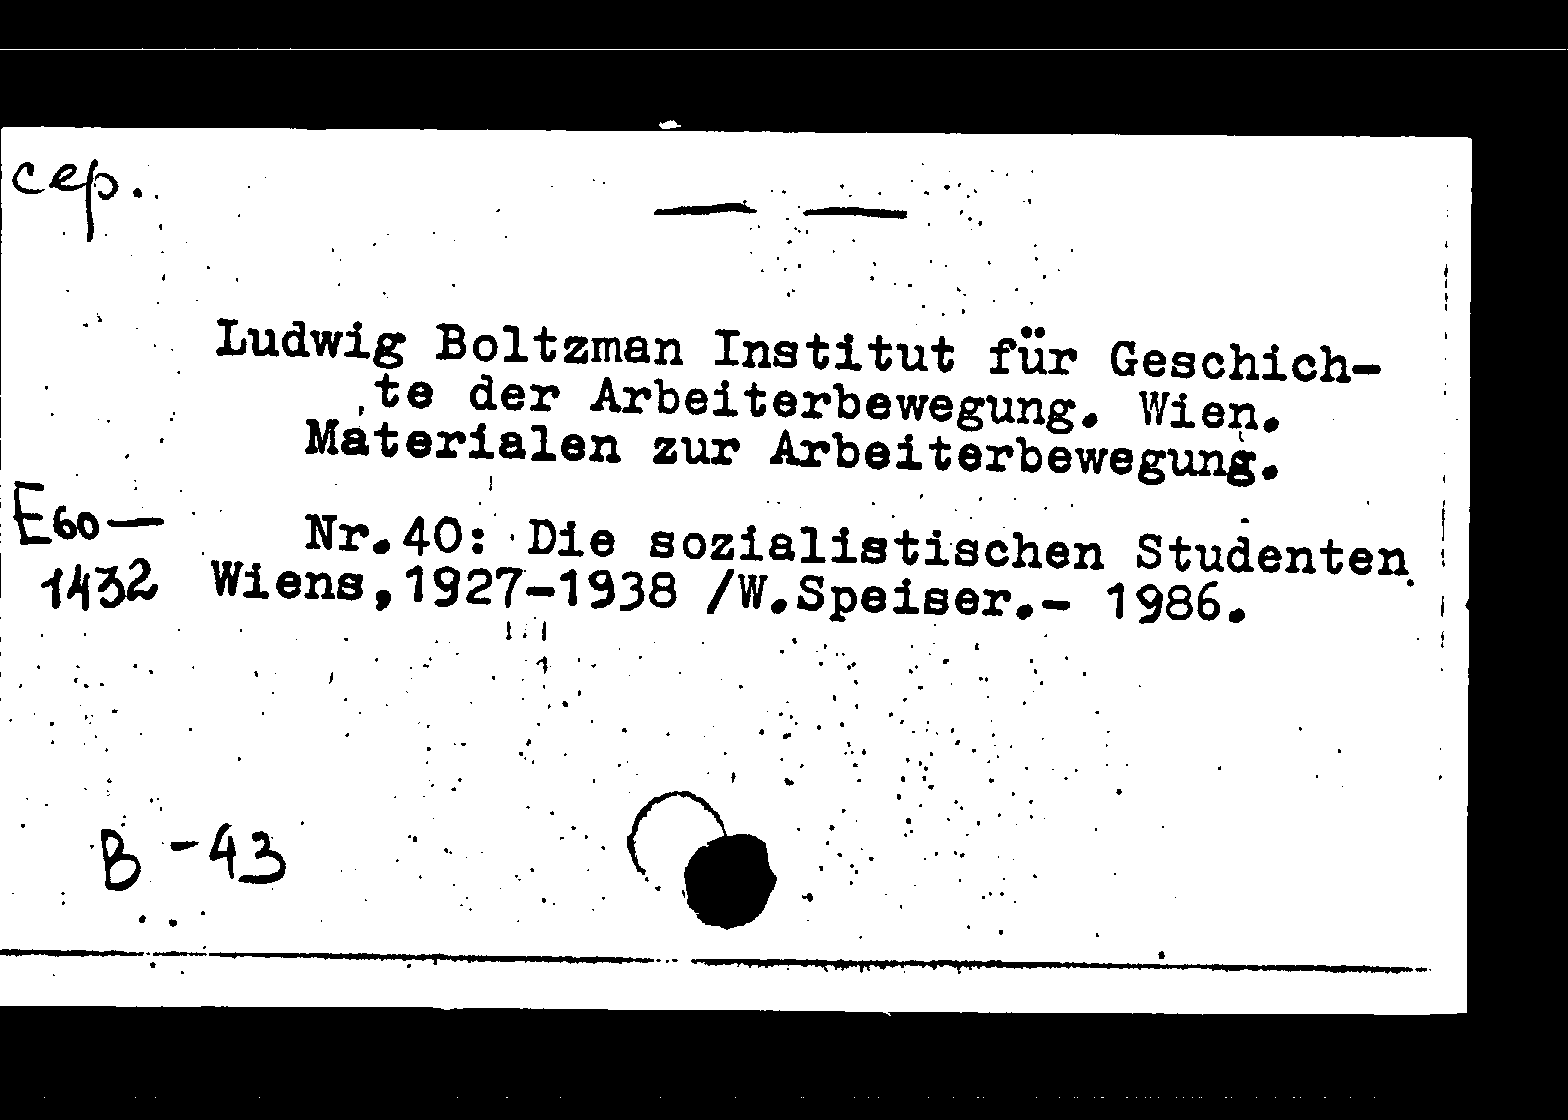 сер.
Ludwig Boltzman Institut für Geschich-
te der Arbeiterbewegung. Wien.
Materialen zur Arbeiterbewegung.
E60—
1432
Nr.40: Die sozialistischen Studenten
Wiens,1927-1938 /W.Speiser.- 1986.
B -43